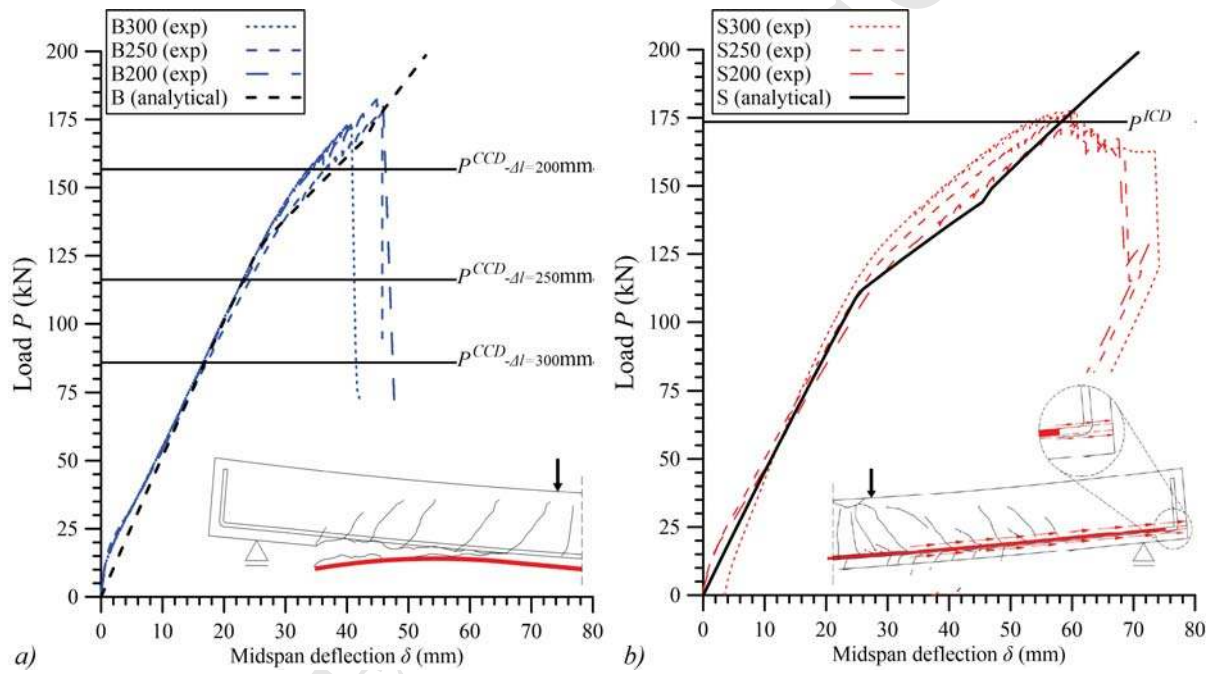 B300 (exp)
B250 (exp)
B200 (exp)
B (analytical)
200
175
150
125
100
75
50
25
0
Load P (kN)
P^CCD-Δl=200mm
P^CCD-Δl=250mm
P^CCD-Δl=300mm
0 10 20 30 40 50 60 70 80
a) Midspan deflection δ (mm)
S300 (exp)
S250 (exp)
S200 (exp)
S (analytical)
200
175
150
125
100
75
50
25
0
Load P (kN)
P^ICD
0 10 20 30 40 50 60 70 80
b) Midspan deflection δ (mm)